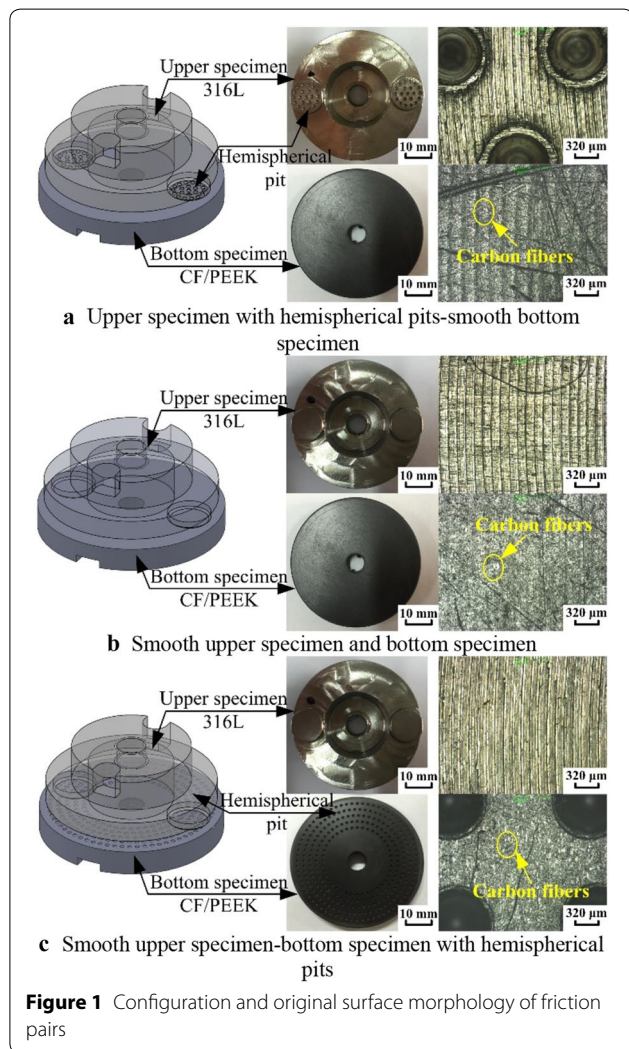 Upper specimen
316L
Hemispherical
pit
Bottom specimen
CF/PEEK
10 mm
320 μm
10 mm
Carbon fibers
320 μm
a Upper specimen with hemispherical pits-smooth bottom
specimen
Upper specimen
316L
Bottom specimen
CF/PEEK
10 mm
320 μm
10 mm
Carbon fibers
320 μm
b Smooth upper specimen and bottom specimen
Upper specimen
316L
Hemispherical
pit
Bottom specimen
CF/PEEK
10 mm
320 μm
10 mm
Carbon fibers
320 μm
c Smooth upper specimen-bottom specimen with hemispherical
pits
Figure 1 Configuration and original surface morphology of friction
pairs